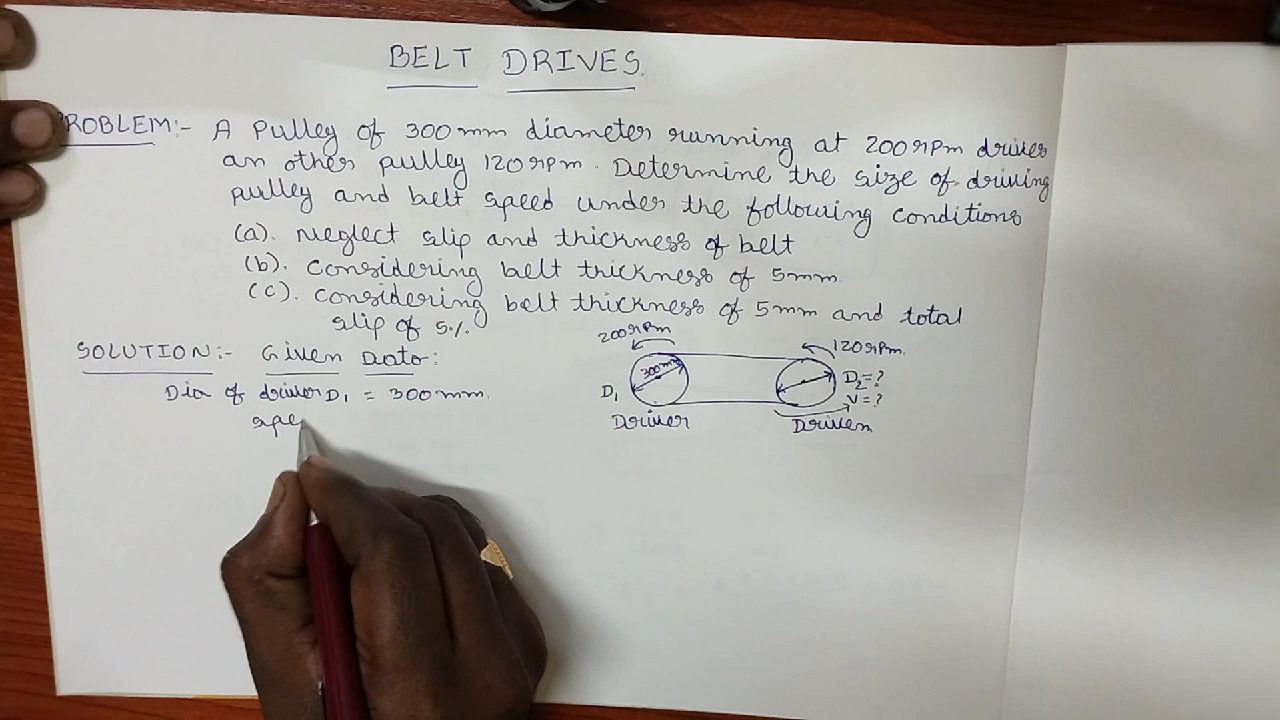 BELT DRIVES.
PROBLEM:- A pulley of 300mm diameter running at 200rpm drives
an other pulley 120rpm. Determine the size of driving
pulley and belt speed under the following conditions
(a). Neglect slip and thickness of belt
(b). considering belt thickness of 5mm.
(c). considering belt thickness of 5mm and total
slip of 5%.
200rpm
120rpm.
SOLUTION:- Given Data:
300mm
D2=?
Dia of driver D1 = 300mm.
D1
V=?
Driver
Driven
spe